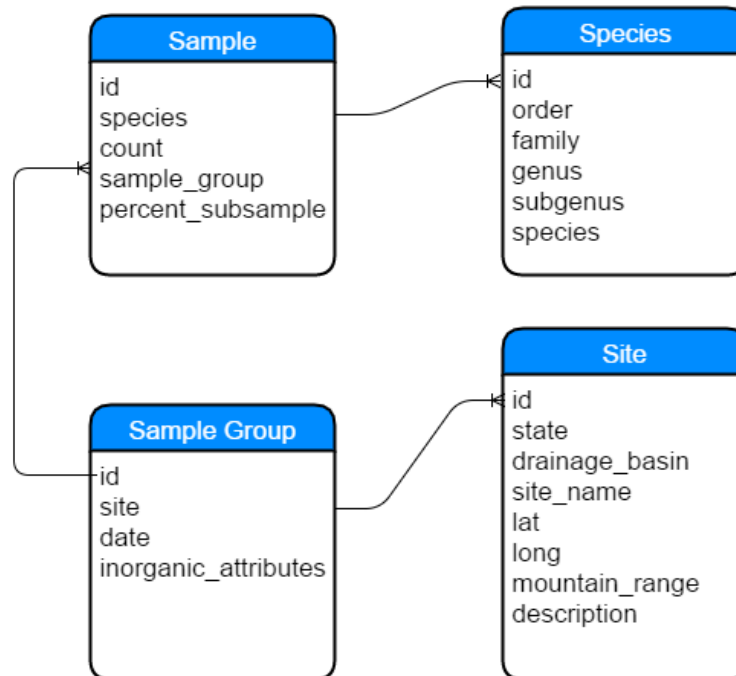 Sample
id
species
count
sample_group
percent_subsample
Species
id
order
family
genus
subgenus
species
Sample Group
id
site
date
inorganic_attributes
Site
id
state
drainage_basin
site_name
lat
long
mountain_range
description